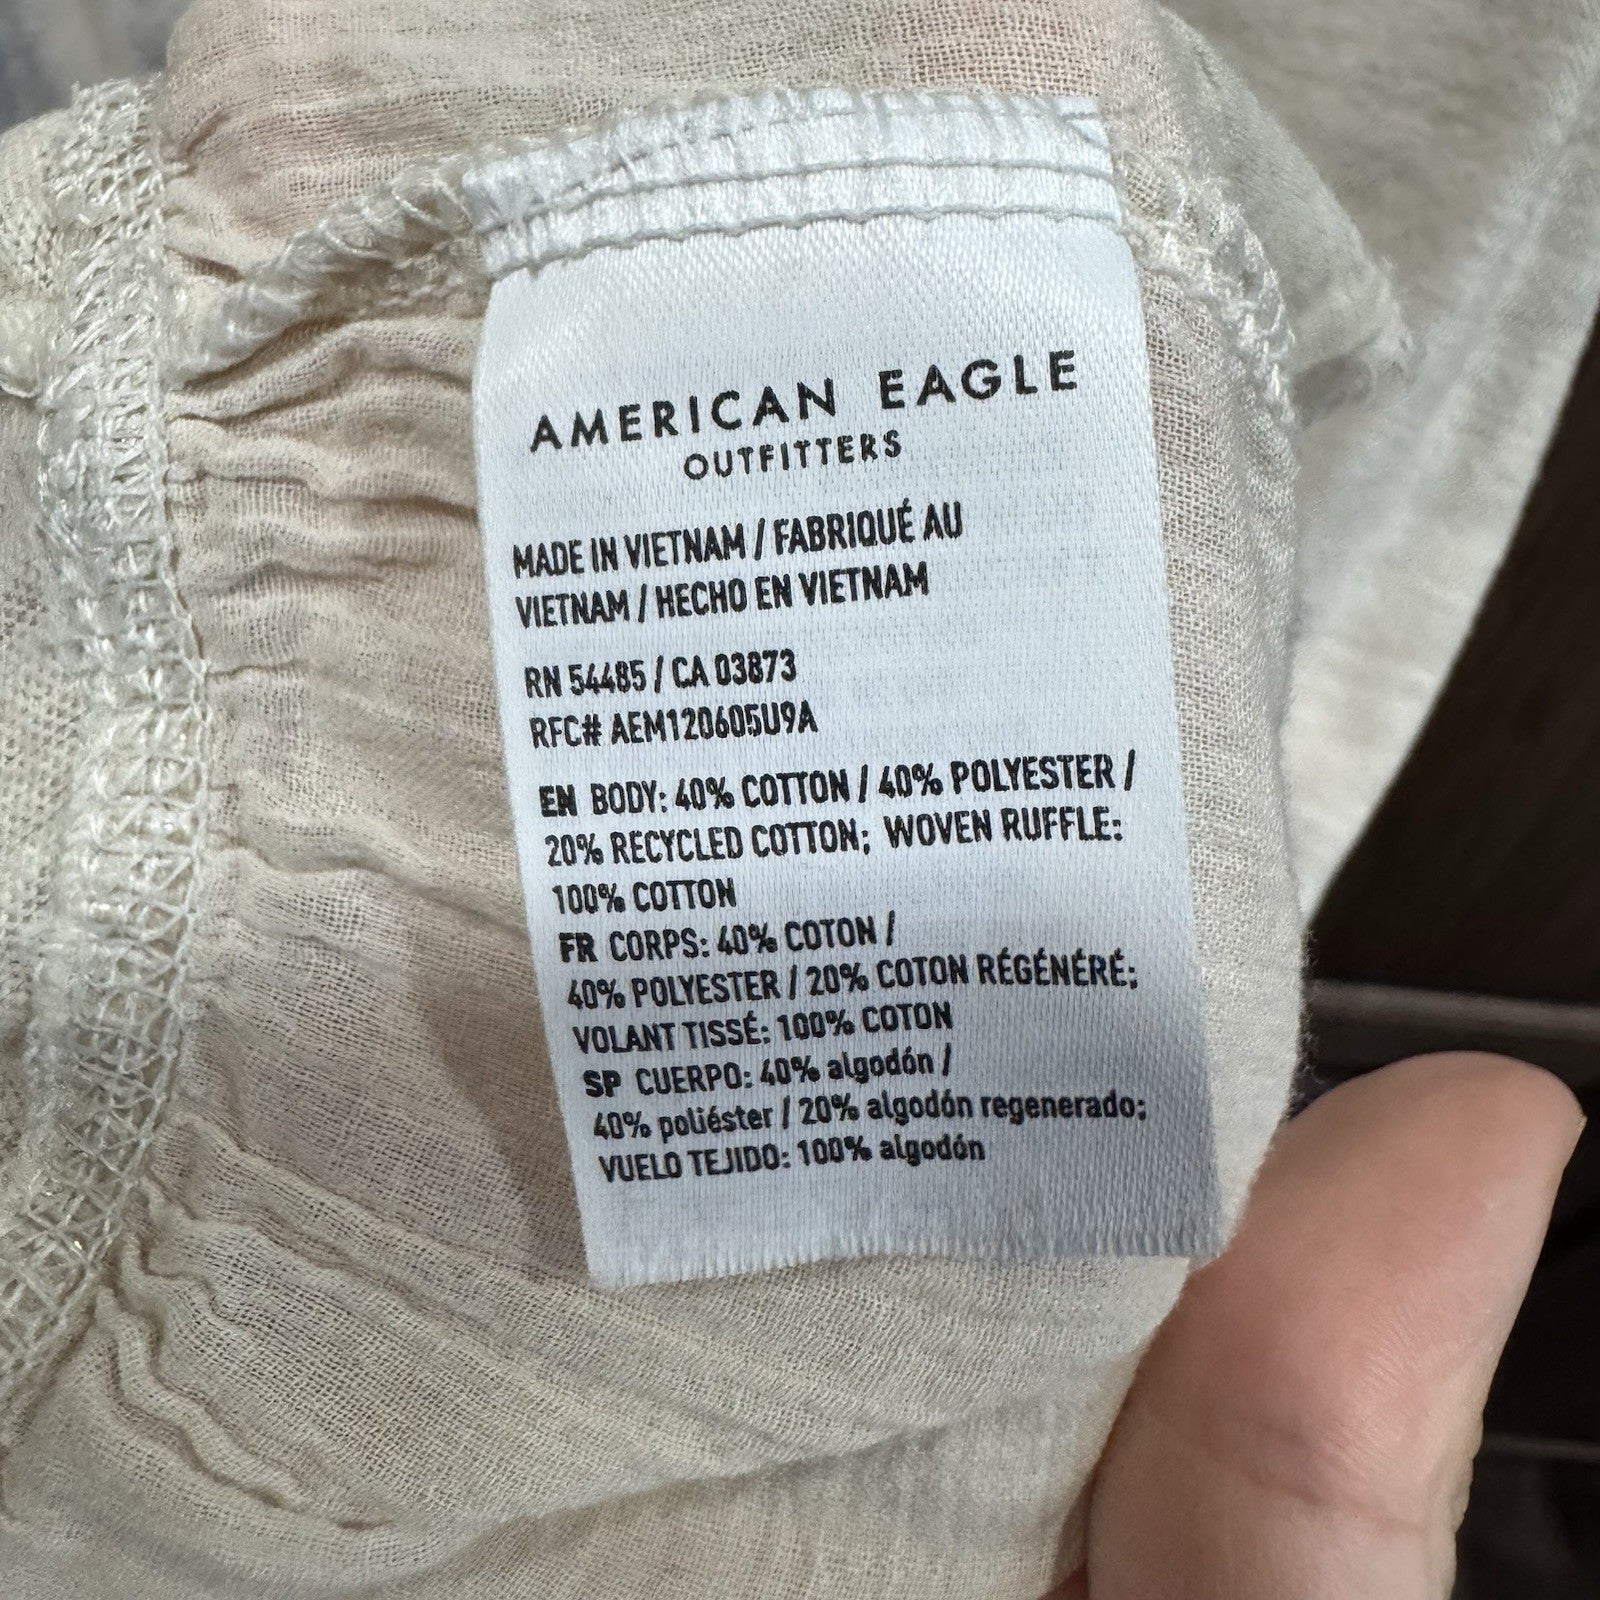 AMERICAN EAGLE
OUTFITTERS
MADE IN VIETNAM / FABRIQUÉ AU
VIETNAM / HECHO EN VIETNAM
RN 54485 / CA 03873
RFC# AEM120605U9A
EN BODY: 40% COTTON / 40% POLYESTER /
20% RECYCLED COTTON; WOVEN RUFFLE:
100% COTTON
FR CORPS: 40% COTON /
40% POLYESTER / 20% COTON RÉGÉNÉRÉ;
VOLANT TISSÉ: 100% COTON
SP CUERPO: 40% algodón /
40% poliéster / 20% algodón regenerado;
VUELO TEJIDO: 100% algodón